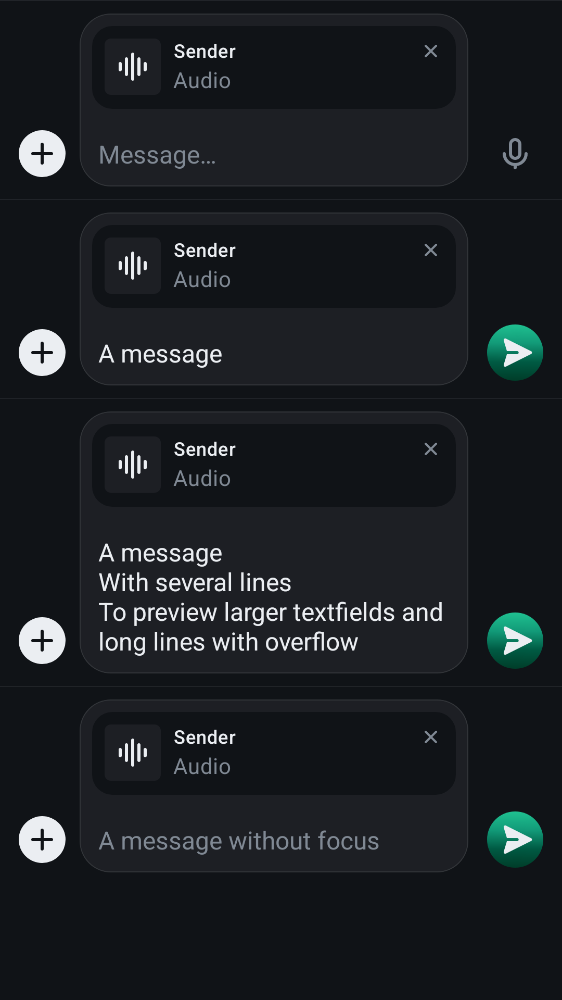 Sender
Audio
Message…
Sender
Audio
A message
Sender
Audio
A message
With several lines
To preview larger textfields and
long lines with overflow
Sender
Audio
A message without focus